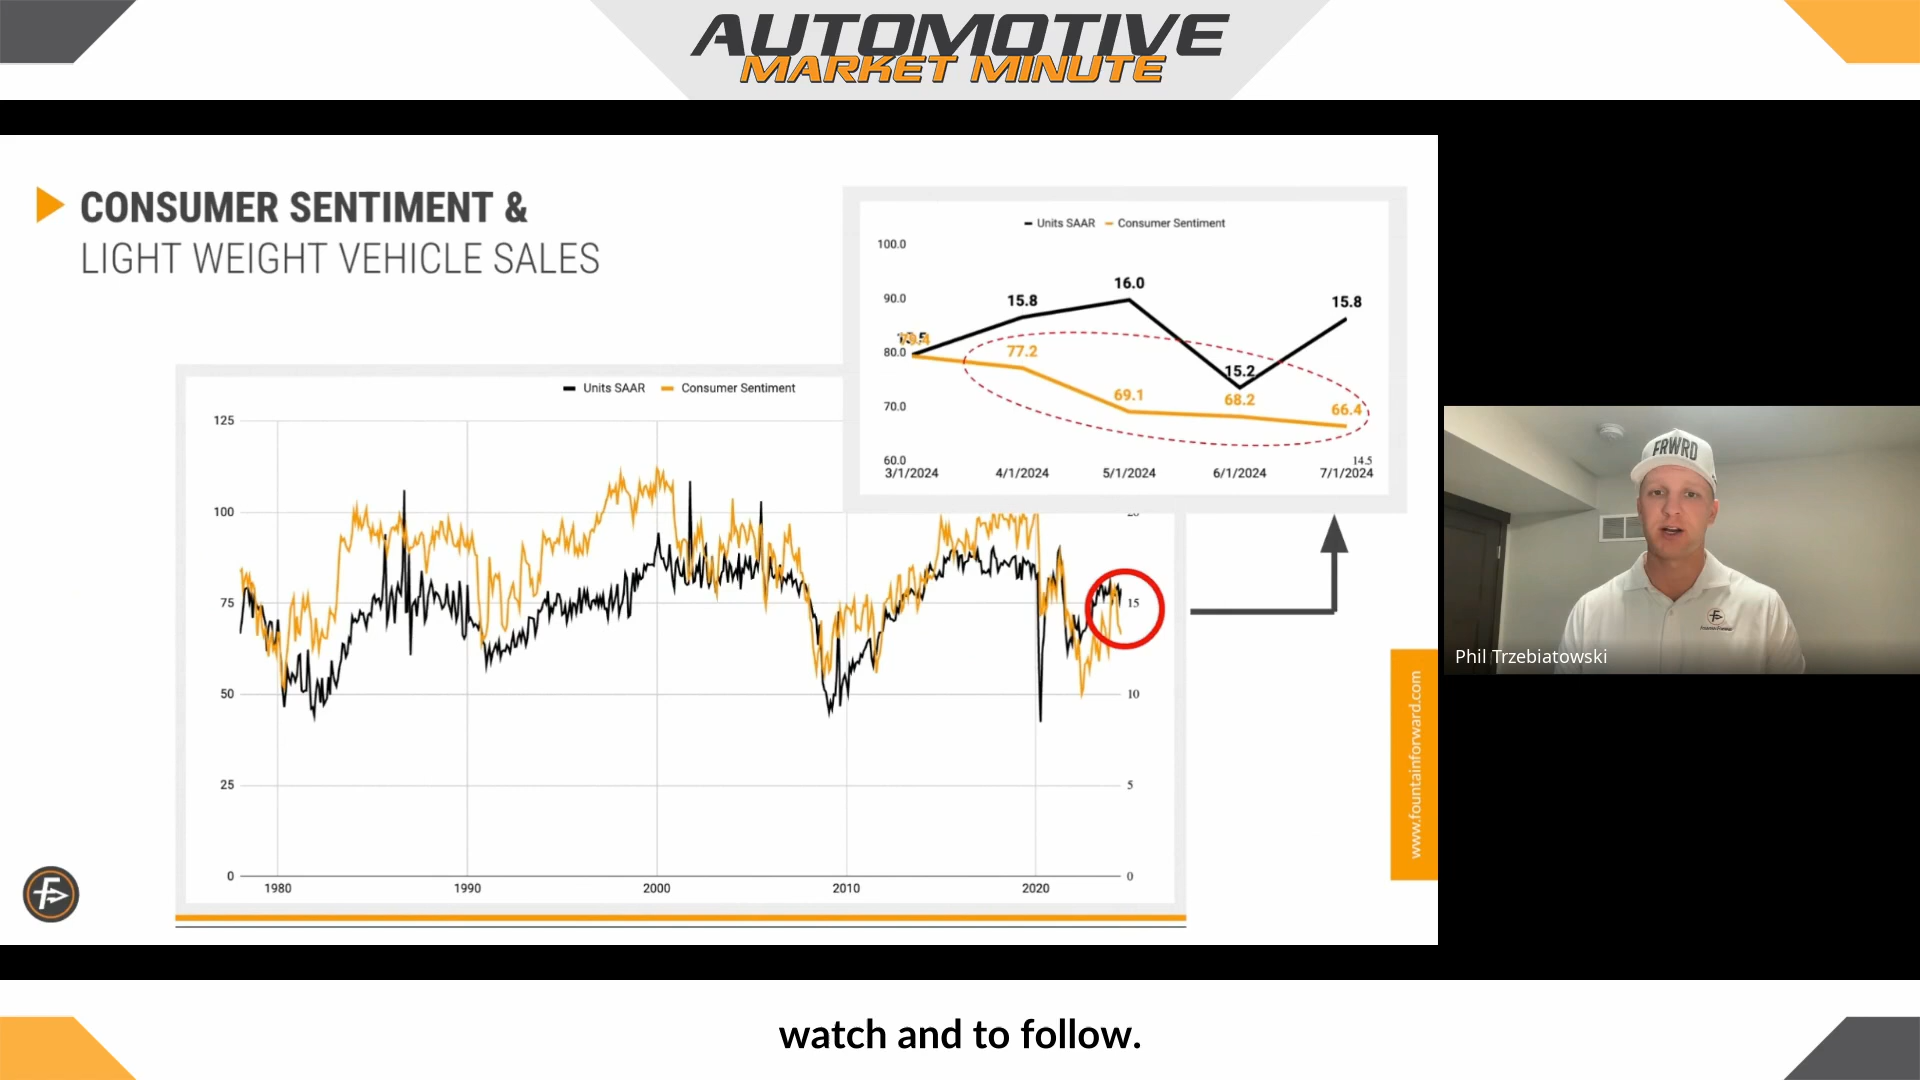 AUTOMOTIVE
MARKET MINUTE
CONSUMER SENTIMENT &
LIGHT WEIGHT VEHICLE SALES
Units SAAR Consumer Sentiment
100.0
90.0
80.0
70.0
60.0
79.4
15.8
16.0
15.2
15.8
77.2
69.1
68.2
66.4
14.5
3/1/2024 4/1/2024 5/1/2024 6/1/2024 7/1/2024
Units SAAR Consumer Sentiment
125
100
75
50
25
0
20
15
10
5
0
1980 1990 2000 2010 2020
www.fountainforward.com
FRWRD
Phil Trzebiatowski
watch and to follow.